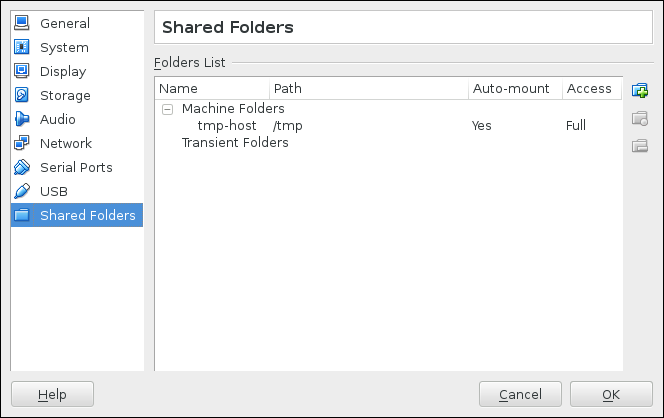 General
System
Display
Storage
Audio
Network
Serial Ports
USB
Shared Folders
Shared Folders
Folders List
Name Path Auto-mount Access
Machine Folders
tmp-host /tmp Yes Full
Transient Folders
Help Cancel OK